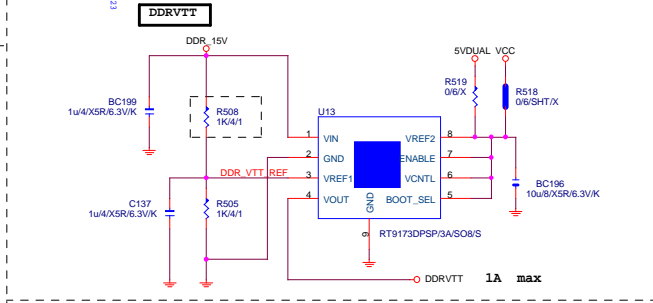 23
DDRVTT
DDR_15V
5VDUAL VCC
BC199
1u/4/X5R/6.3V/K
R508
1K/4/1
R519
0/6/X
R518
0/6/SHT/X
U13
1 VIN VREF2 8
2 GND ENABLE 7
DDR_VTT_REF 3 VREF1 VCNTL 6
4 VOUT BOOT_SEL 5
GND
9
C137
1u/4/X5R/6.3V/K
R505
1K/4/1
BC196
10u/8/X5R/6.3V/K
RT9173DPSP/3A/SO8/S
DDRVTT 1A max